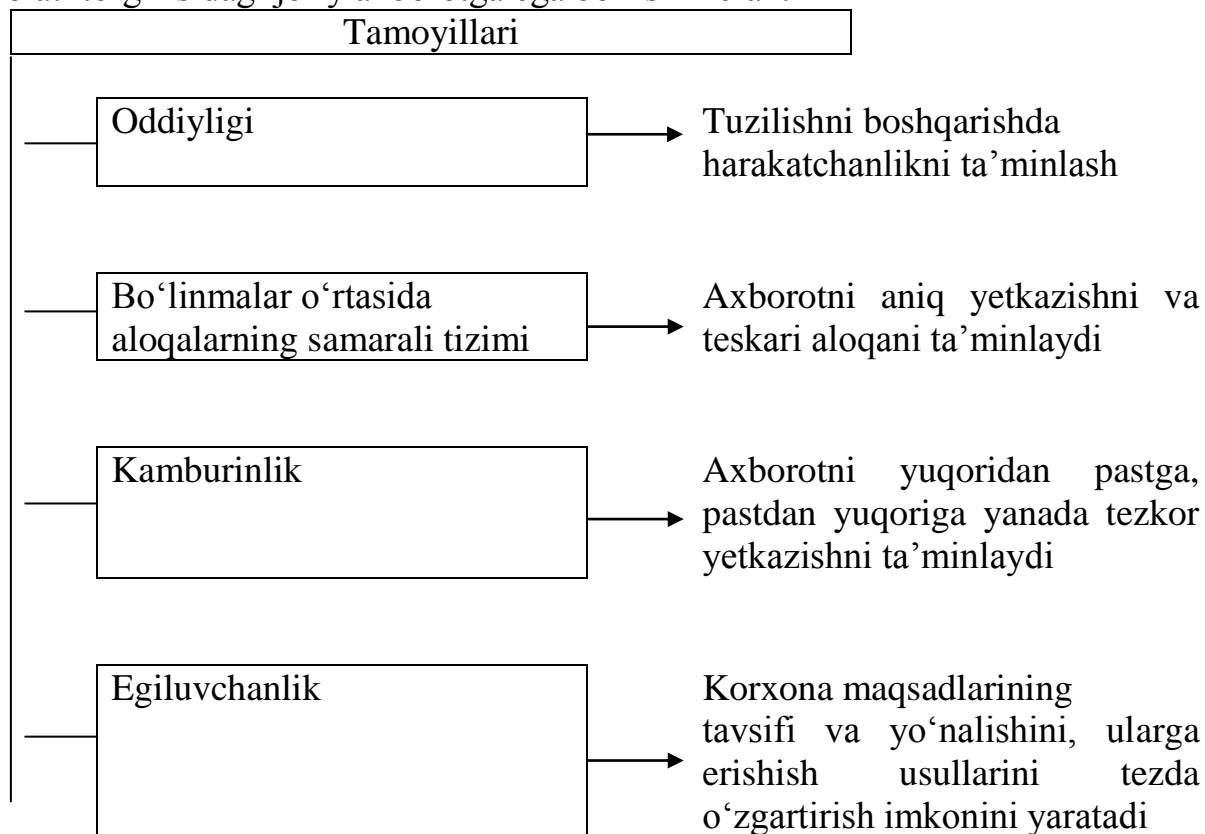 Tamoyillari
Oddiyligi
Tuzilishni boshqarishda
harakatchanlikni ta’minlash
Bo‘linmalar o‘rtasida
aloqalarning samarali tizimi
Axborotni aniq yetkazishni va
teskari aloqani ta’minlaydi
Kamburinlik
Axborotni yuqoridan pastga,
pastdan yuqoriga yanada tezkor
yetkazishni ta’minlaydi
Egiluvchanlik
Korxona maqsadlarining
tavsifi va yo‘nalishini, ularga
erishish usullarini tezda
o‘zgartirish imkonini yaratadi